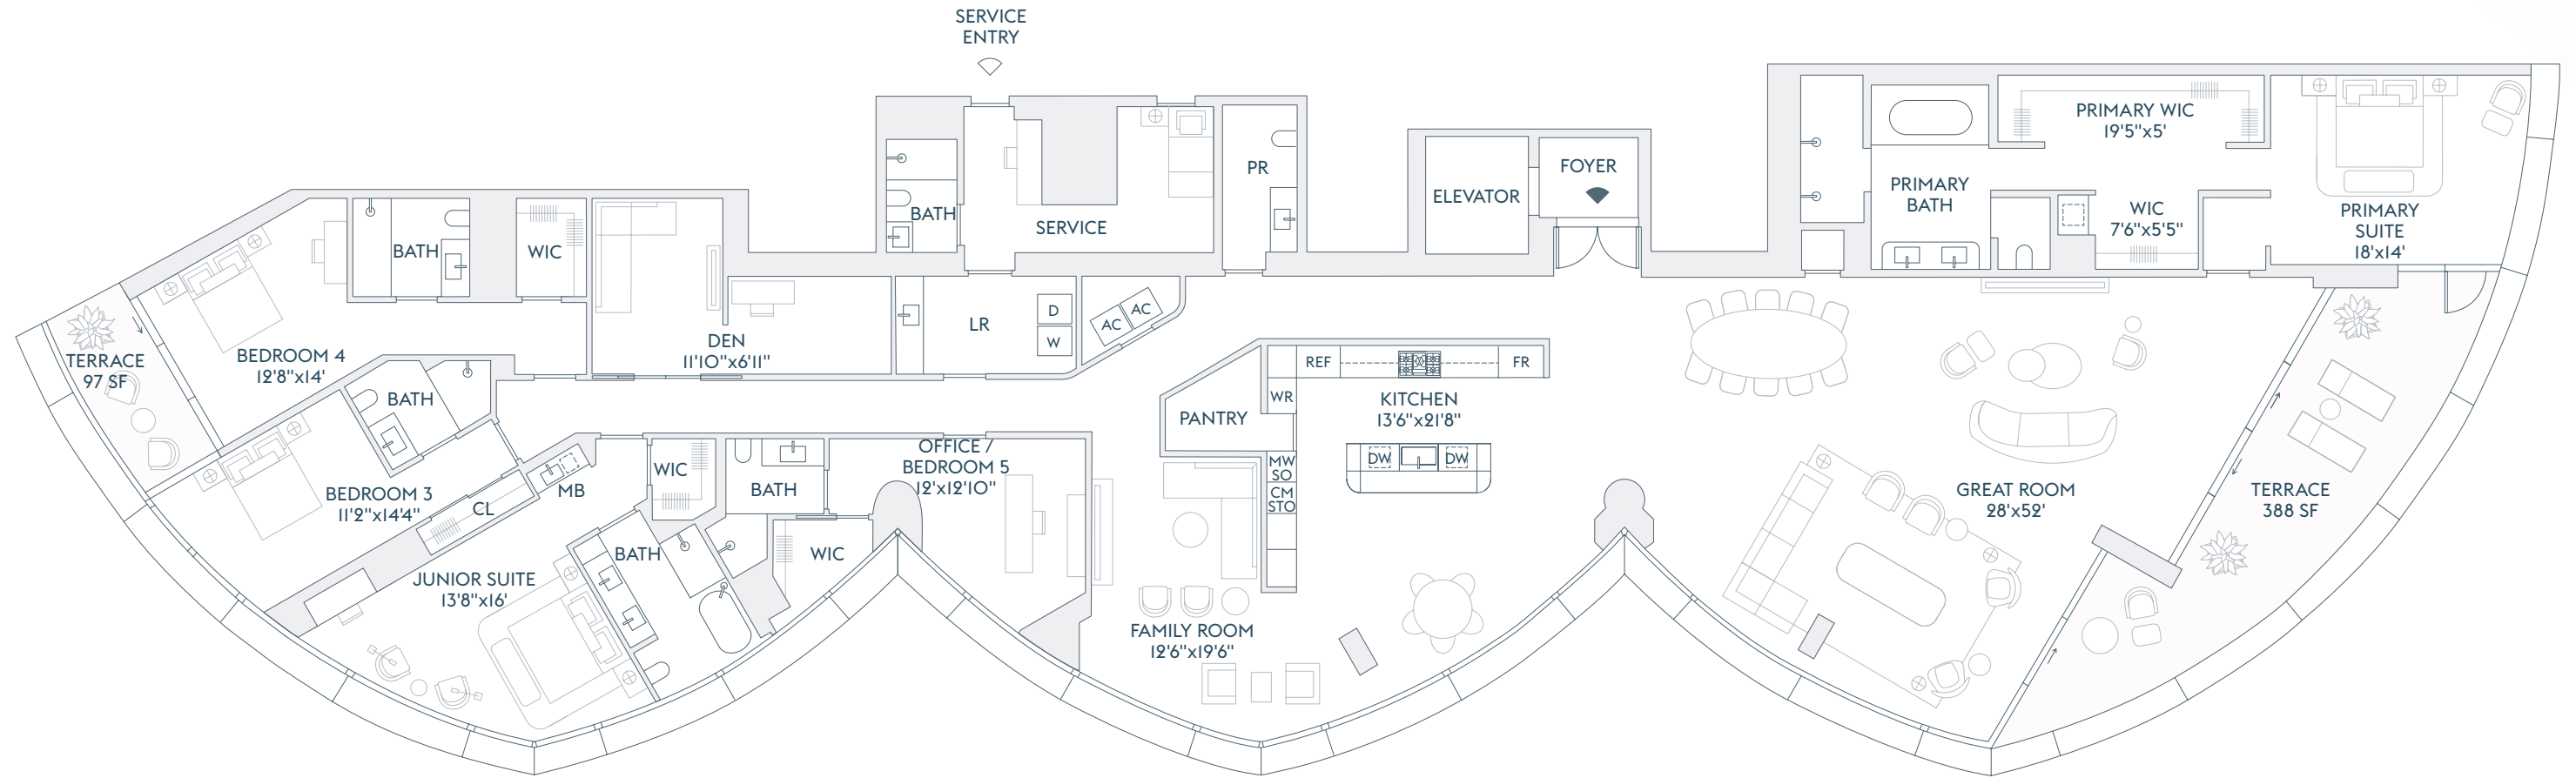 SERVICE
ENTRY
PRIMARY WIC
19'5"x5'
PR
FOYER
ELEVATOR
PRIMARY
BATH
BATH
SERVICE
WIC
7'6"x5'5"
PRIMARY
SUITE
18'x14'
BATH
WIC
TERRACE
97 SF
BEDROOM 4
12'8"x14'
DEN
11'10"x6'11"
LR
D
W
AC
AC
REF
FR
BATH
PANTRY
WR
KITCHEN
13'6"x21'8"
BEDROOM 3
11'2"x14'4"
CL
MB
WIC
BATH
OFFICE /
BEDROOM 5
12'x12'10"
MW
SO
CM
STO
DW
DW
GREAT ROOM
28'x52'
TERRACE
388 SF
JUNIOR SUITE
13'8"x16'
BATH
WIC
FAMILY ROOM
12'6"x19'6"